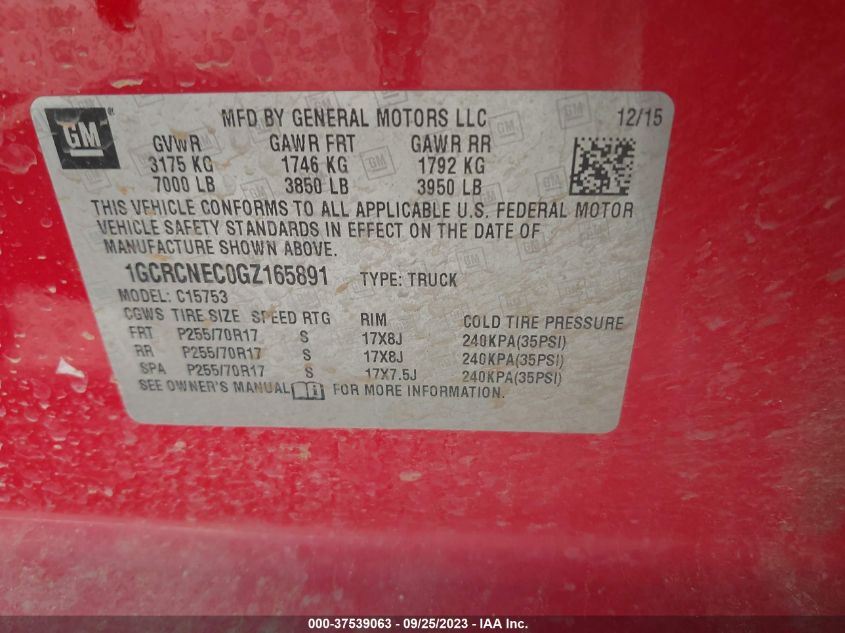 GM
MFD BY GENERAL MOTORS LLC 12/15
GVWR GAWR FRT GAWR RR
3175 KG 1746 KG 1792 KG
7000 LB 3850 LB 3950 LB
THIS VEHICLE CONFORMS TO ALL APPLICABLE U.S. FEDERAL MOTOR
VEHICLE SAFETY STANDARDS IN EFFECT ON THE DATE OF
MANUFACTURE SHOWN ABOVE.
1GCRCNEC0GZ165891 TYPE: TRUCK
MODEL: C15753
CGWS TIRE SIZE SPEED RTG RIM COLD TIRE PRESSURE
FRT P255/70R17 S 17X8J 240KPA(35PSI)
RR P255/70R17 S 17X8J 240KPA(35PSI)
SPA P255/70R17 S 17X7.5J 240KPA(35PSI)
SEE OWNER'S MANUAL FOR MORE INFORMATION.
000-37539063 - 09/25/2023 - IAA Inc.